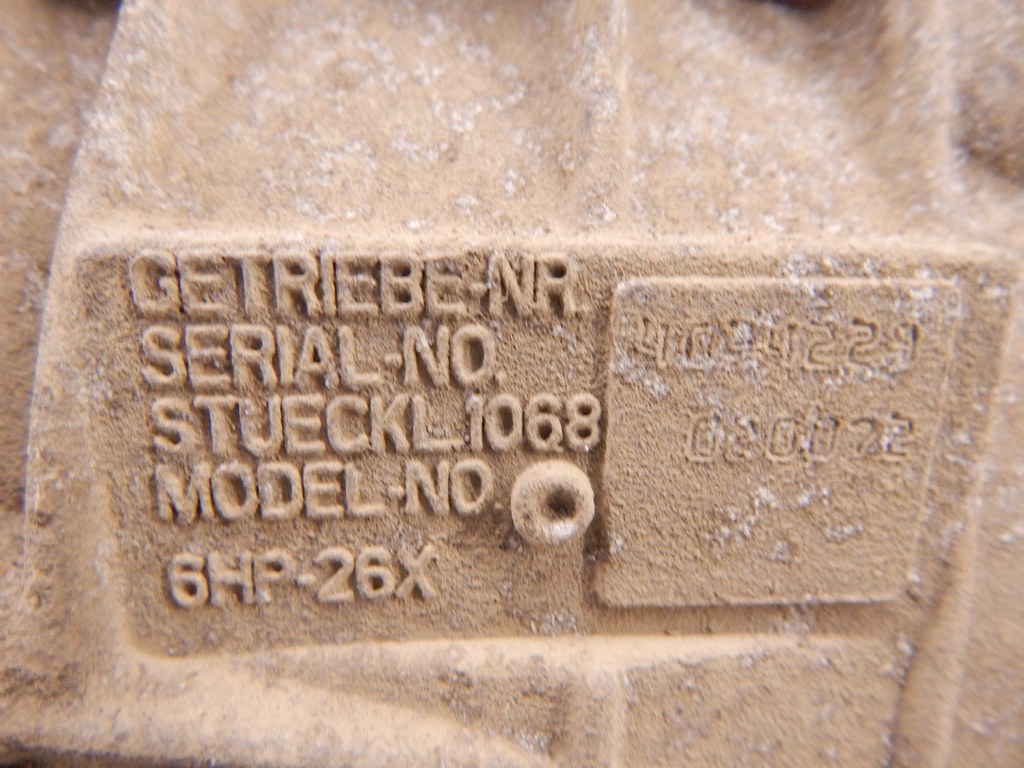 GETRIEBE-NR.
SERIAL-NO.
STUECKL.1068
MODEL-NO.
6HP-26X